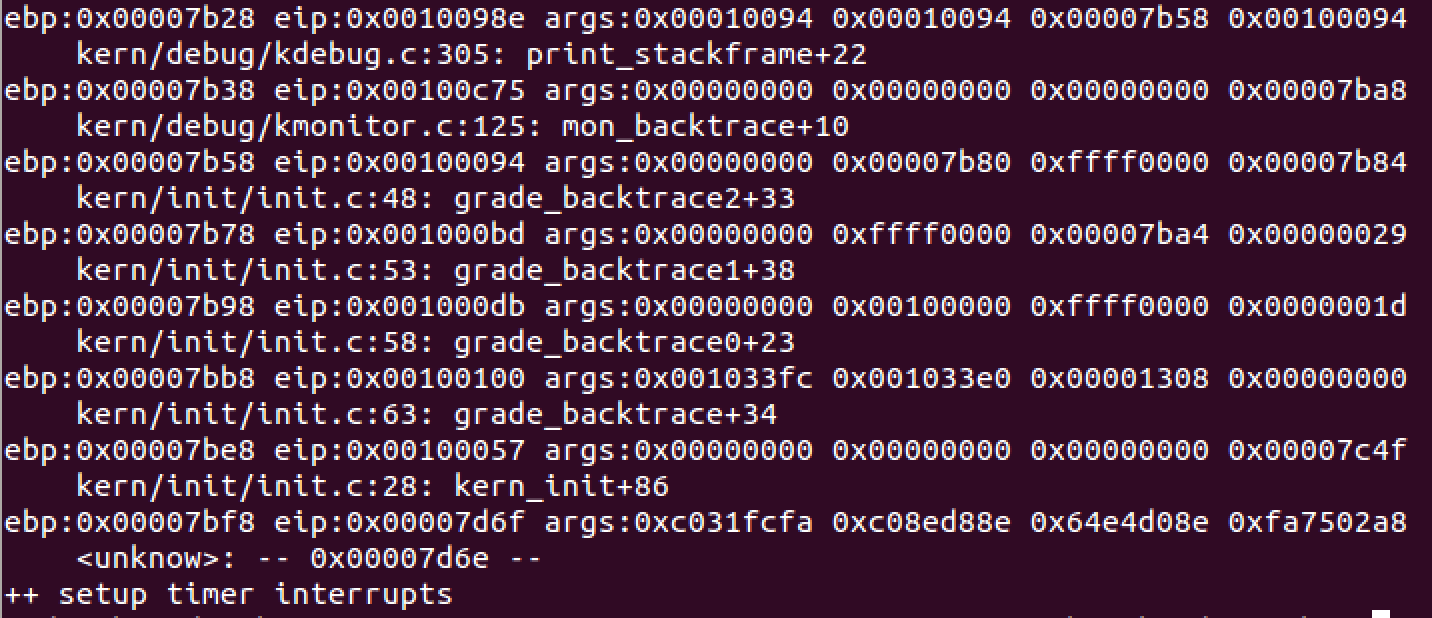 ebp:0x00007b28 eip:0x0010098e args:0x00010094 0x00010094 0x00007b58 0x00100094
    kern/debug/kdebug.c:305: print_stackframe+22
ebp:0x00007b38 eip:0x00100c75 args:0x00000000 0x00000000 0x00000000 0x00007ba8
    kern/debug/kmonitor.c:125: mon_backtrace+10
ebp:0x00007b58 eip:0x00100094 args:0x00000000 0x00007b80 0xffff0000 0x00007b84
    kern/init/init.c:48: grade_backtrace2+33
ebp:0x00007b78 eip:0x001000bd args:0x00000000 0xffff0000 0x00007ba4 0x00000029
    kern/init/init.c:53: grade_backtrace1+38
ebp:0x00007b98 eip:0x001000db args:0x00000000 0x00100000 0xffff0000 0x0000001d
    kern/init/init.c:58: grade_backtrace0+23
ebp:0x00007bb8 eip:0x00100100 args:0x001033fc 0x001033e0 0x00001308 0x00000000
    kern/init/init.c:63: grade_backtrace+34
ebp:0x00007be8 eip:0x00100057 args:0x00000000 0x00000000 0x00000000 0x00007c4f
    kern/init/init.c:28: kern_init+86
ebp:0x00007bf8 eip:0x00007d6f args:0xc031fcfa 0xc08ed88e 0x64e4d08e 0xfa7502a8
    <unknow>: -- 0x00007d6e --
++ setup timer interrupts